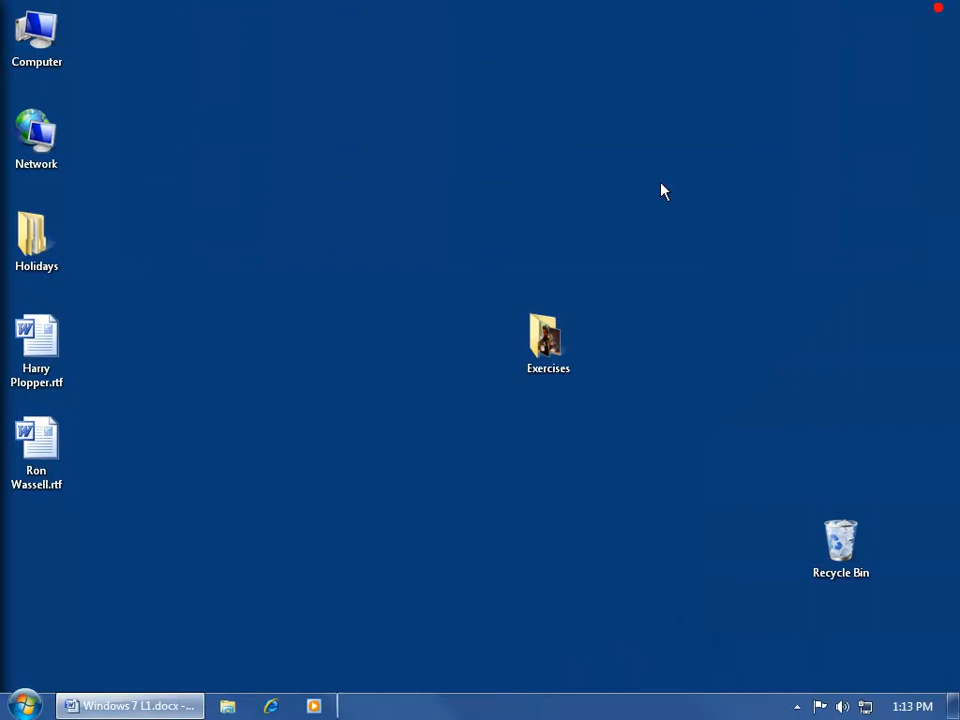 Computer
Network
Holidays
Harry
Plopper.rtf
Ron
Wassell.rtf
Exercises
Recycle Bin
Windows 7 L1.docx -...
1:13 PM